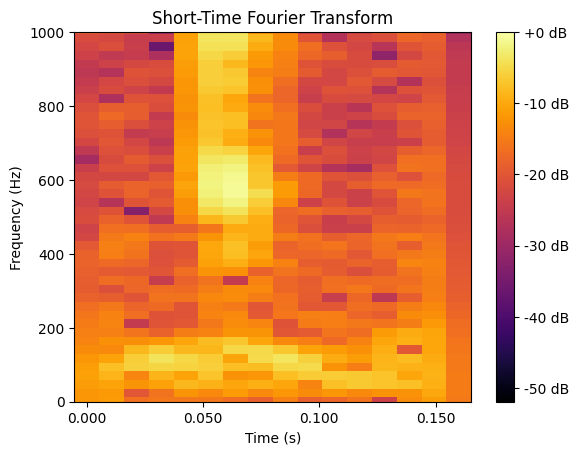 Short-Time Fourier Transform
Frequency (Hz)
1000
800
600
400
200
0
0.000
0.050
0.100
0.150
Time (s)
+0 dB
-10 dB
-20 dB
-30 dB
-40 dB
-50 dB